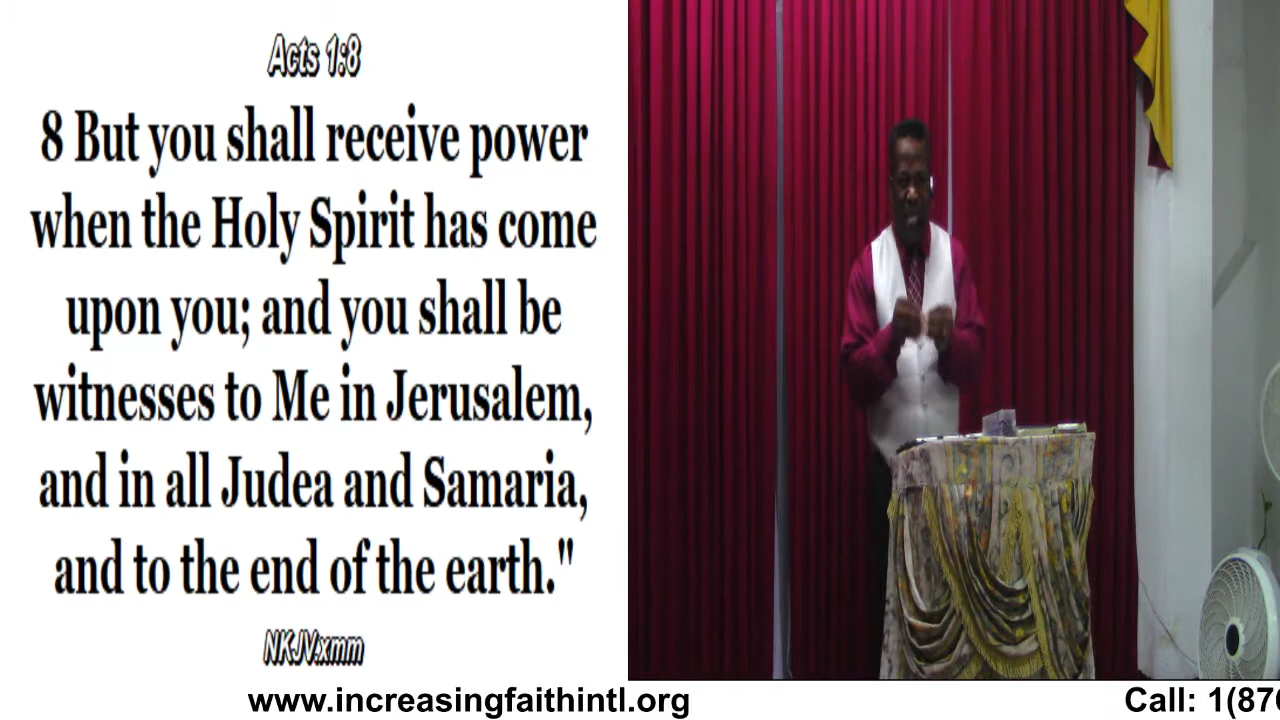 Acts 1:8
8 But you shall receive power
when the Holy Spirit has come
upon you; and you shall be
witnesses to Me in Jerusalem,
and in all Judea and Samaria,
and to the end of the earth."
NKJV.xmm
www.increasingfaithintl.org
Call: 1(876